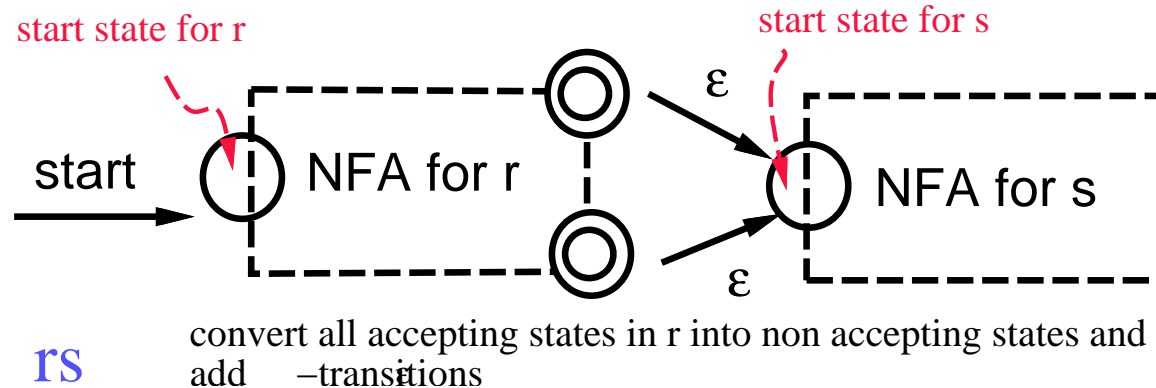 start state for r
start state for s
ε
start
NFA for r
NFA for s
ε
rs
convert all accepting states in r into non accepting states and
add ε–transitions